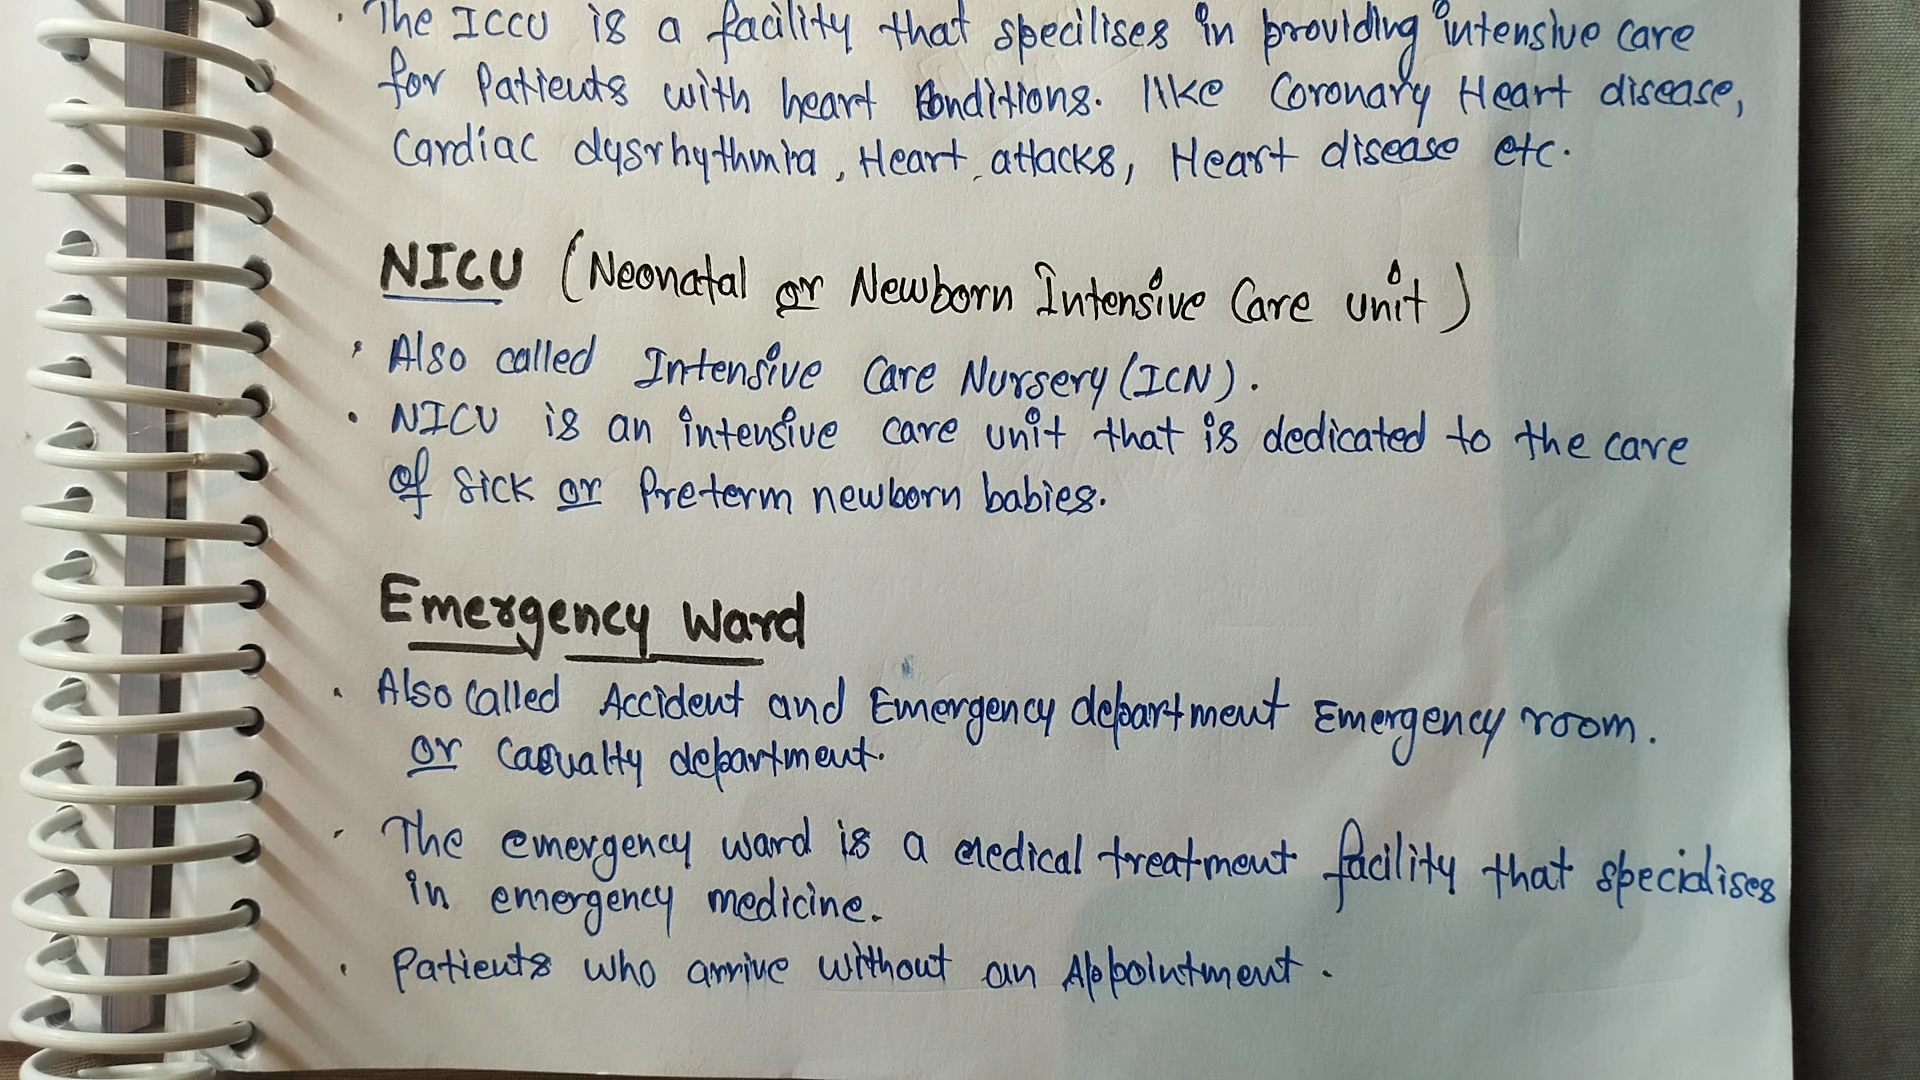 · The ICCU is a facility that specilises in providing intensive care
for Patients with heart Conditions. like Coronary Heart disease,
Cardiac dysrhythmia, Heart attacks, Heart disease etc.
NICU (Neonatal or Newborn Intensive Care unit)
· Also called Intensive Care Nursery (ICN).
· NICU is an intensive care unit that is dedicated to the care
of Sick or Preterm newborn babies.
Emergency Ward
· Also Called Accident and Emergency department Emergency room.
or Casualty department.
· The emergency ward is a medical treatment facility that specialises
in emergency medicine.
· Patients who arrive without an Appointment.